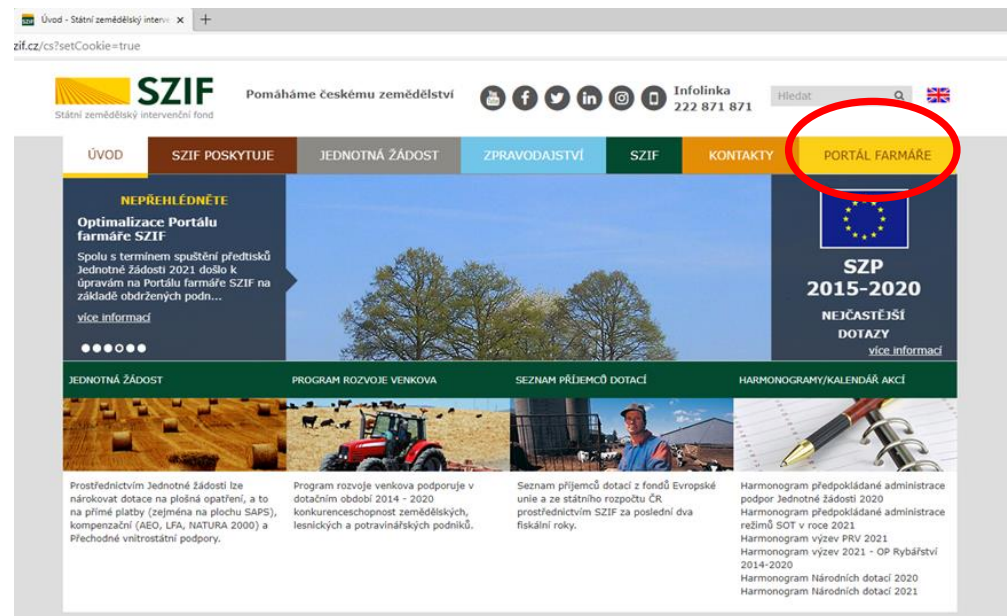 Úvod - Státní zemědělský interv
zif.cz/cs?setCookie=true
SZIF
Státní zemědělský intervenční fond
Pomáháme českému zemědělství
Infolinka
222 871 871
Hledat
ÚVOD
SZIF POSKYTUJE
JEDNOTNÁ ŽÁDOST
ZPRAVODAJSTVÍ
SZIF
KONTAKTY
PORTÁL FARMÁŘE
NEPŘEHLÉDNĚTE
Optimalizace Portálu
farmáře SZIF
Spolu s termínem spuštění předtisků
Jednotné žádosti 2021 došlo k
úpravám na Portálu farmáře SZIF na
základě obdržených podn...
více informací
SZP
2015-2020
NEJČASTĚJŠÍ
DOTAZY
více informací
JEDNOTNÁ ŽÁDOST
PROGRAM ROZVOJE VENKOVA
SEZNAM PŘÍJEMCŮ DOTACÍ
HARMONOGRAMY/KALENDÁŘ AKCÍ
Prostřednictvím Jednotné žádosti lze
nárokovat dotace na plošná opatření, a to
na přímé platby (zejména na plochu SAPS),
kompenzační (AEO, LFA, NATURA 2000) a
Přechodné vnitrostátní podpory.
Program rozvoje venkova podporuje v
dotačním období 2014 - 2020
konkurenceschopnost zemědělských,
lesnických a potravinářských podniků.
Seznam příjemců dotací z fondů Evropské
unie a ze státního rozpočtu ČR
prostřednictvím SZIF za poslední dva
fiskální roky.
Harmonogram předpokládané administrace
podpor Jednotné žádosti 2020
Harmonogram předpokládané administrace
režimů SOT v roce 2021
Harmonogram výzev PRV 2021
Harmonogram výzev 2021 - OP Rybářství
2014-2020
Harmonogram Národních dotací 2020
Harmonogram Národních dotací 2021